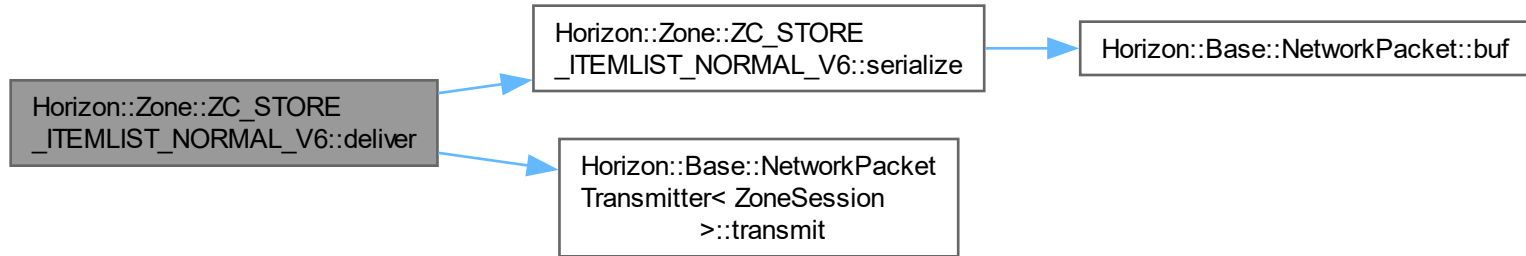 Horizon::Zone::ZC_STORE
_ITEMLIST_NORMAL_V6::deliver
Horizon::Zone::ZC_STORE
_ITEMLIST_NORMAL_V6::serialize
Horizon::Base::NetworkPacket::buf
Horizon::Base::NetworkPacket
Transmitter< ZoneSession
>::transmit